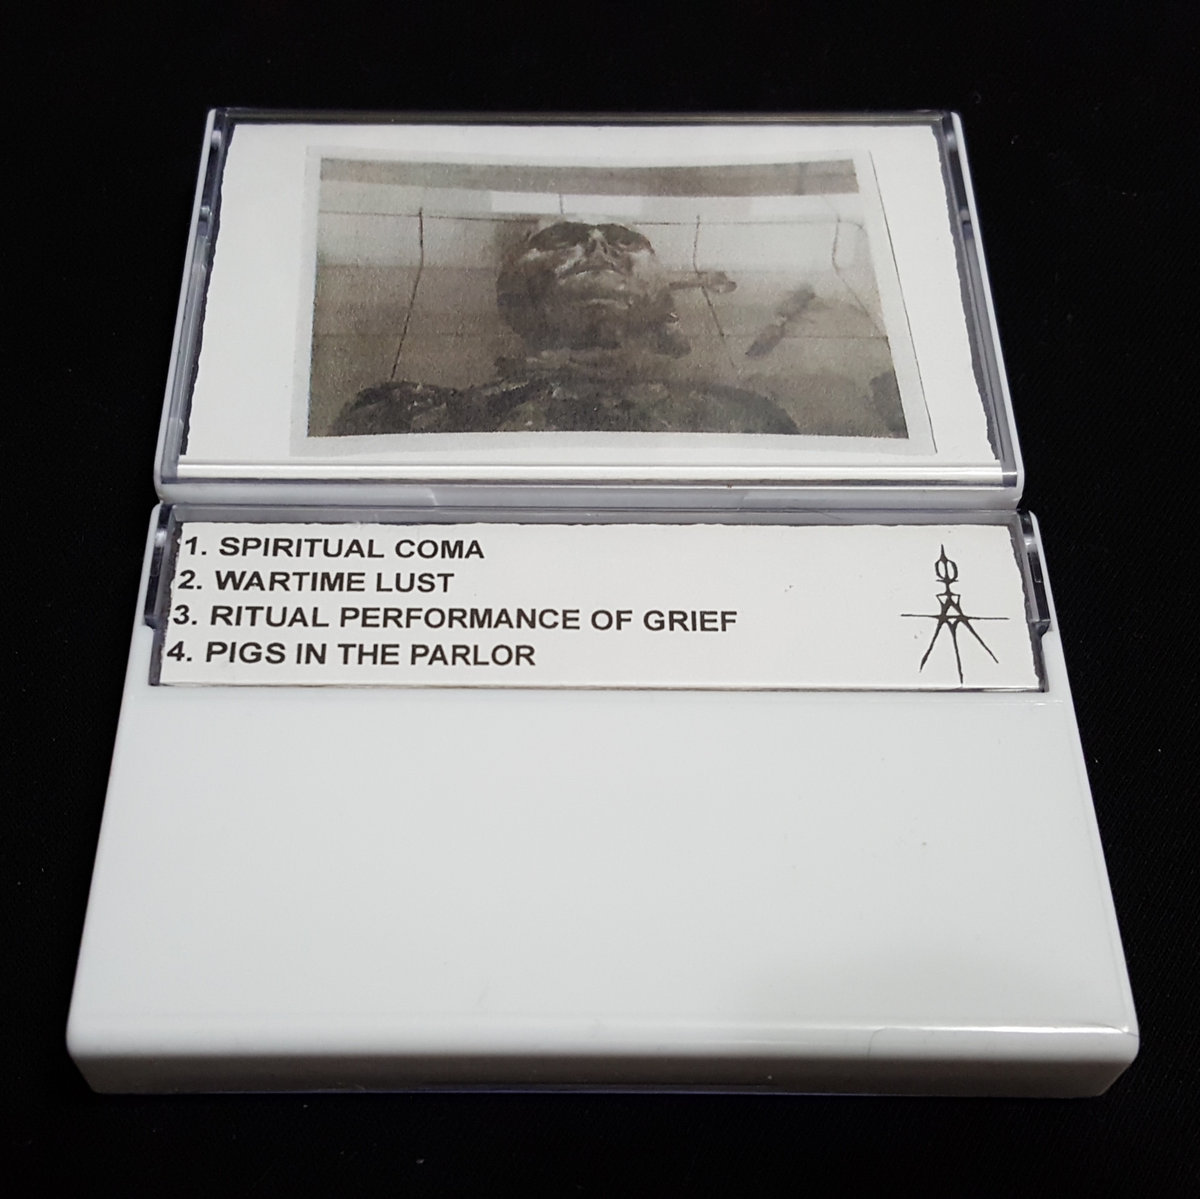 1. SPIRITUAL COMA
2. WARTIME LUST
3. RITUAL PERFORMANCE OF GRIEF
4. PIGS IN THE PARLOR